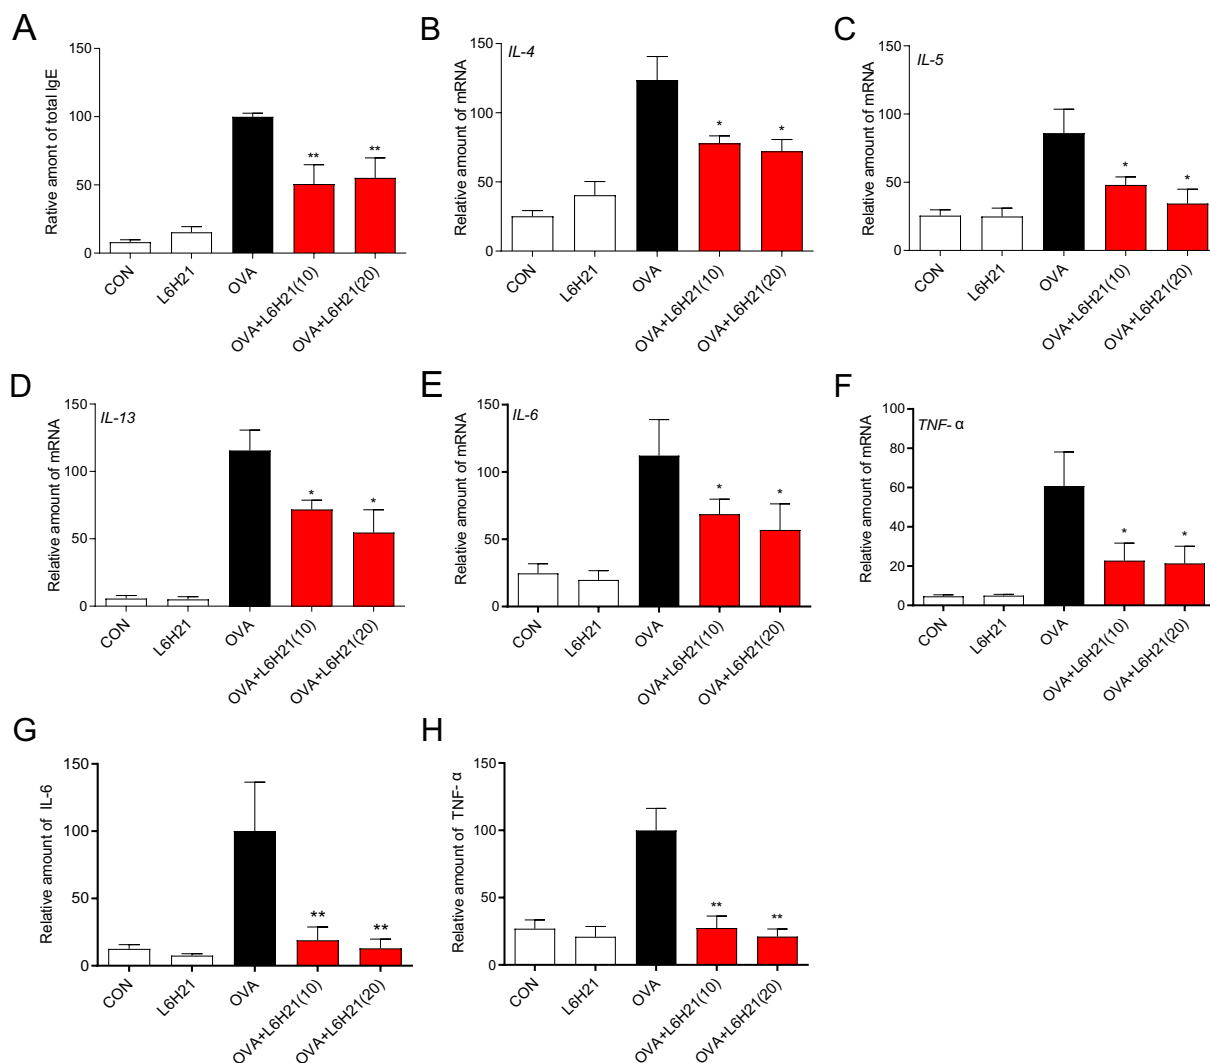 A
Rative amont of total IgE
150
100
50
0
**
**
CON
L6H21
OVA
OVA+L6H21(10)
OVA+L6H21(20)
B
IL-4
Relative amount of mRNA
150
100
50
0
*
*
CON
L6H21
OVA
OVA+L6H21(10)
OVA+L6H21(20)
C
IL-5
Relative amount of mRNA
150
100
50
0
*
*
CON
L6H21
OVA
OVA+L6H21(10)
OVA+L6H21(20)
D
IL-13
Relative amount of mRNA
150
100
50
0
*
*
CON
L6H21
OVA
OVA+L6H21(10)
OVA+L6H21(20)
E
IL-6
Relative amount of mRNA
150
100
50
0
*
*
CON
L6H21
OVA
OVA+L6H21(10)
OVA+L6H21(20)
F
TNF- α
Relative amount of mRNA
100
80
60
40
20
0
*
*
CON
L6H21
OVA
OVA+L6H21(10)
OVA+L6H21(20)
G
Relative amount of IL-6
150
100
50
0
**
**
CON
L6H21
OVA
OVA+L6H21(10)
OVA+L6H21(20)
H
Relative amount of TNF- α
150
100
50
0
**
**
CON
L6H21
OVA
OVA+L6H21(10)
OVA+L6H21(20)